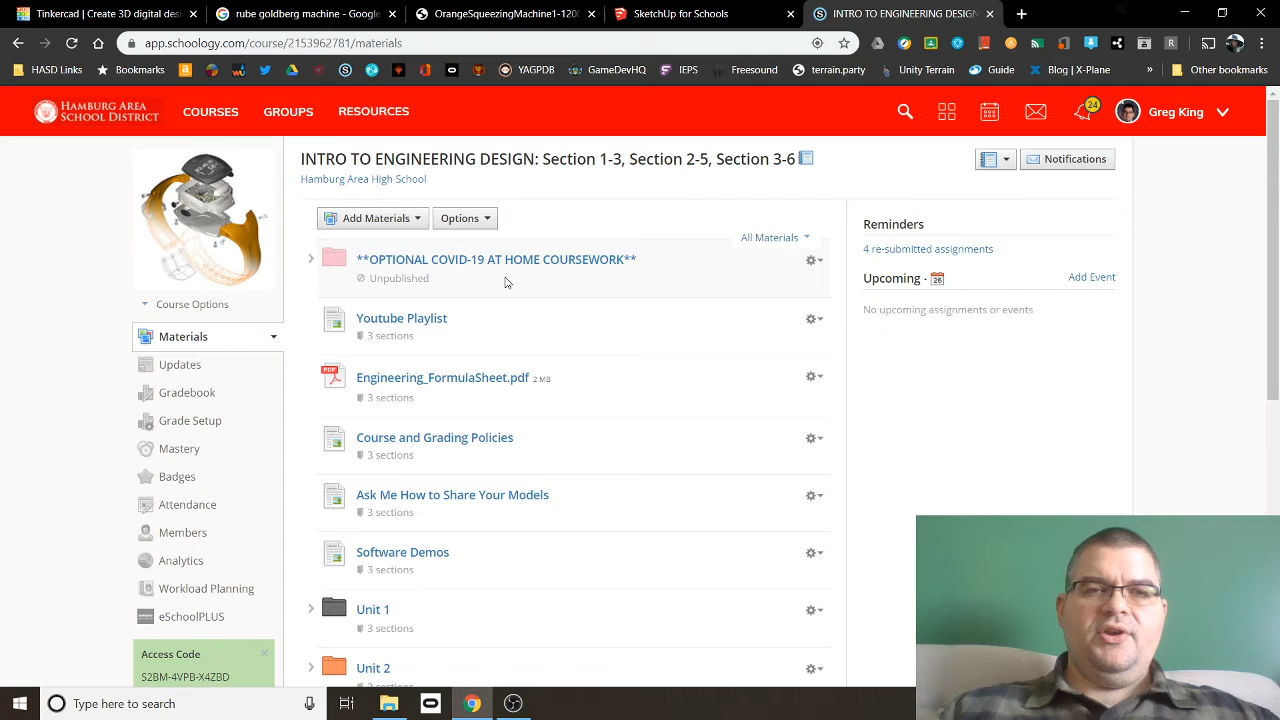 Tinkercad | Create 3D digital des
rube goldberg machine - Google
OrangeSqueezingMachine1-1200
SketchUp for Schools
INTRO TO ENGINEERING DESIGN
app.schoology.com/course/2153962781/materials
HASD Links
Bookmarks
YAGPDB
IEPS
Freesound
terrain.party
Unity Terrain
Guide
Blog | X-Plane
»
Other bookmarks
HAMBURG AREA
SCHOOL DISTRICT
COURSES
GROUPS
RESOURCES
24
Greg King
INTRO TO ENGINEERING DESIGN: Section 1-3, Section 2-5, Section 3-6
Hamburg Area High School
Notifications
Add Materials
Options
All Materials
**OPTIONAL COVID-19 AT HOME COURSEWORK**
Unpublished
Youtube Playlist
3 sections
PDF
Engineering_FormulaSheet.pdf 2 MB
3 sections
Course and Grading Policies
3 sections
Ask Me How to Share Your Models
3 sections
Software Demos
3 sections
Unit 1
3 sections
Unit 2
Course Options
Materials
Updates
Gradebook
Grade Setup
Mastery
Badges
Attendance
Members
Analytics
Workload Planning
eSchoolPLUS
Access Code
S2BM-4VPB-X4ZBD
Reminders
4 re-submitted assignments
Upcoming ·
26
Add Event
No upcoming assignments or events
Type here to search